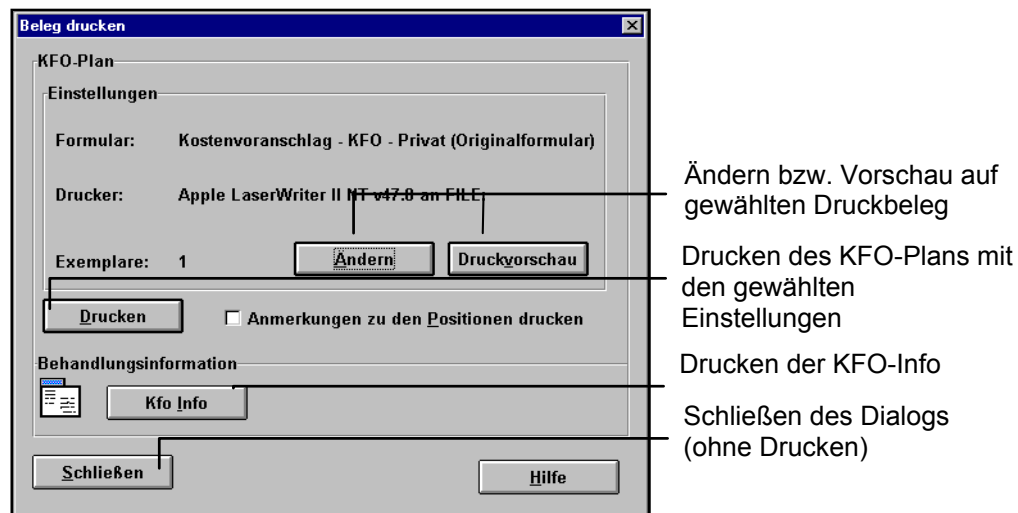 Beleg drucken
KFO-Plan
Einstellungen
Formular: Kostenvoranschlag - KFO - Privat (Originalformular)
Drucker: Apple LaserWriter II NT v47.8 an FILE:
Exemplare: 1 Ändern Druckvorschau
Drucken Anmerkungen zu den Positionen drucken
Behandlungsinformation
Kfo Info
Schließen Hilfe
Ändern bzw. Vorschau auf
gewählten Druckbeleg
Drucken des KFO-Plans mit
den gewählten
Einstellungen
Drucken der KFO-Info
Schließen des Dialogs
(ohne Drucken)